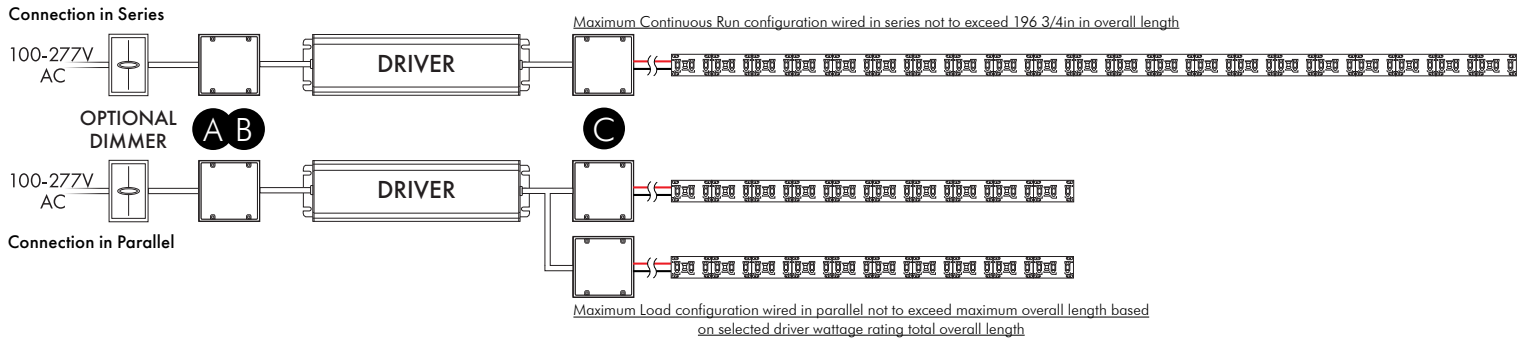 Connection in Series
Maximum Continuous Run configuration wired in series not to exceed 196 3/4in in overall length
100-277V
AC
DRIVER
OPTIONAL
DIMMER
A B
C
100-277V
AC
DRIVER
Connection in Parallel
Maximum Load configuration wired in parallel not to exceed maximum overall length based
on selected driver wattage rating total overall length